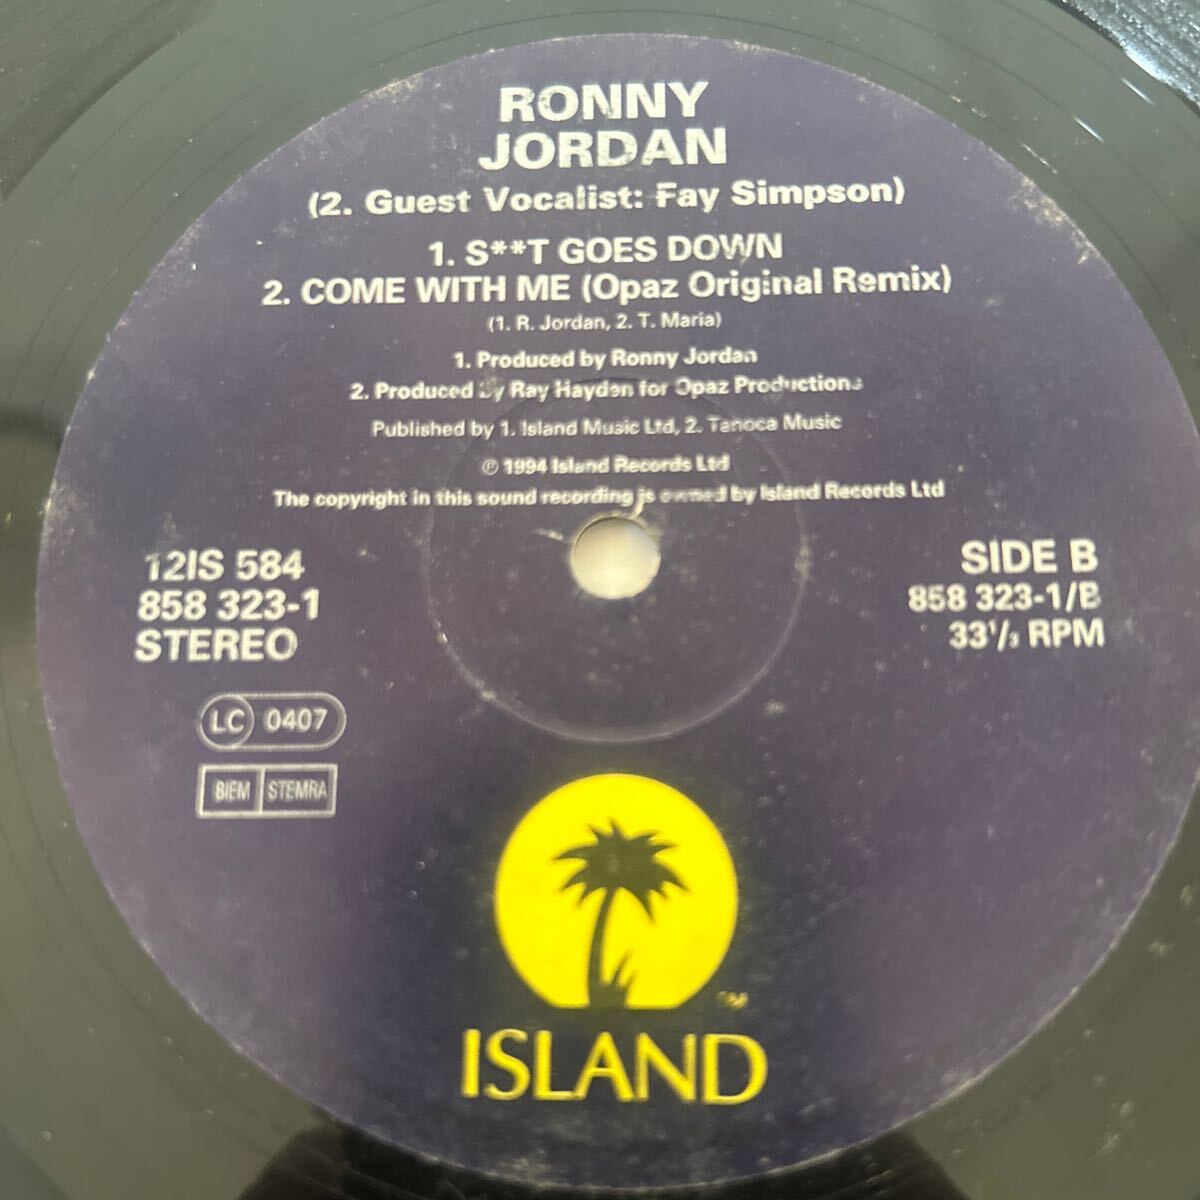 RONNY
JORDAN
(2. Guest Vocalist: Fay Simpson)
1. S**T GOES DOWN
2. COME WITH ME (Opaz Original Remix)
(1. R. Jordan, 2. T. Maria)
1. Produced by Ronny Jordan
2. Produced by Ray Hayden for Opaz Productions
Published by 1. Island Music Ltd, 2. Tanoca Music
℗ 1994 Island Records Ltd
The copyright in this sound recording is owned by Island Records Ltd
12IS 584
858 323-1
STEREO
SIDE B
858 323-1/B
33¹/₃ RPM
LC 0407
BIEM STEMRA
TM
ISLAND